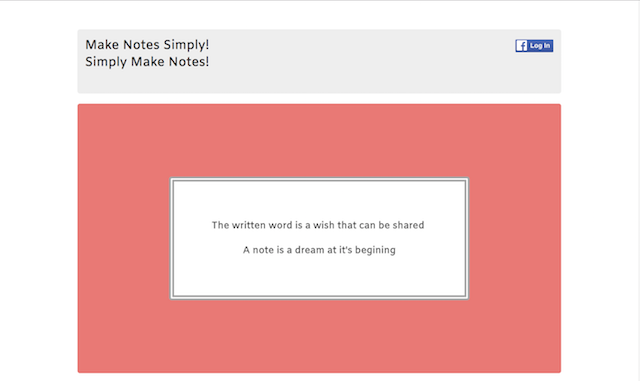 Make Notes Simply!
Simply Make Notes!
f Log In
The written word is a wish that can be shared
A note is a dream at it's begining